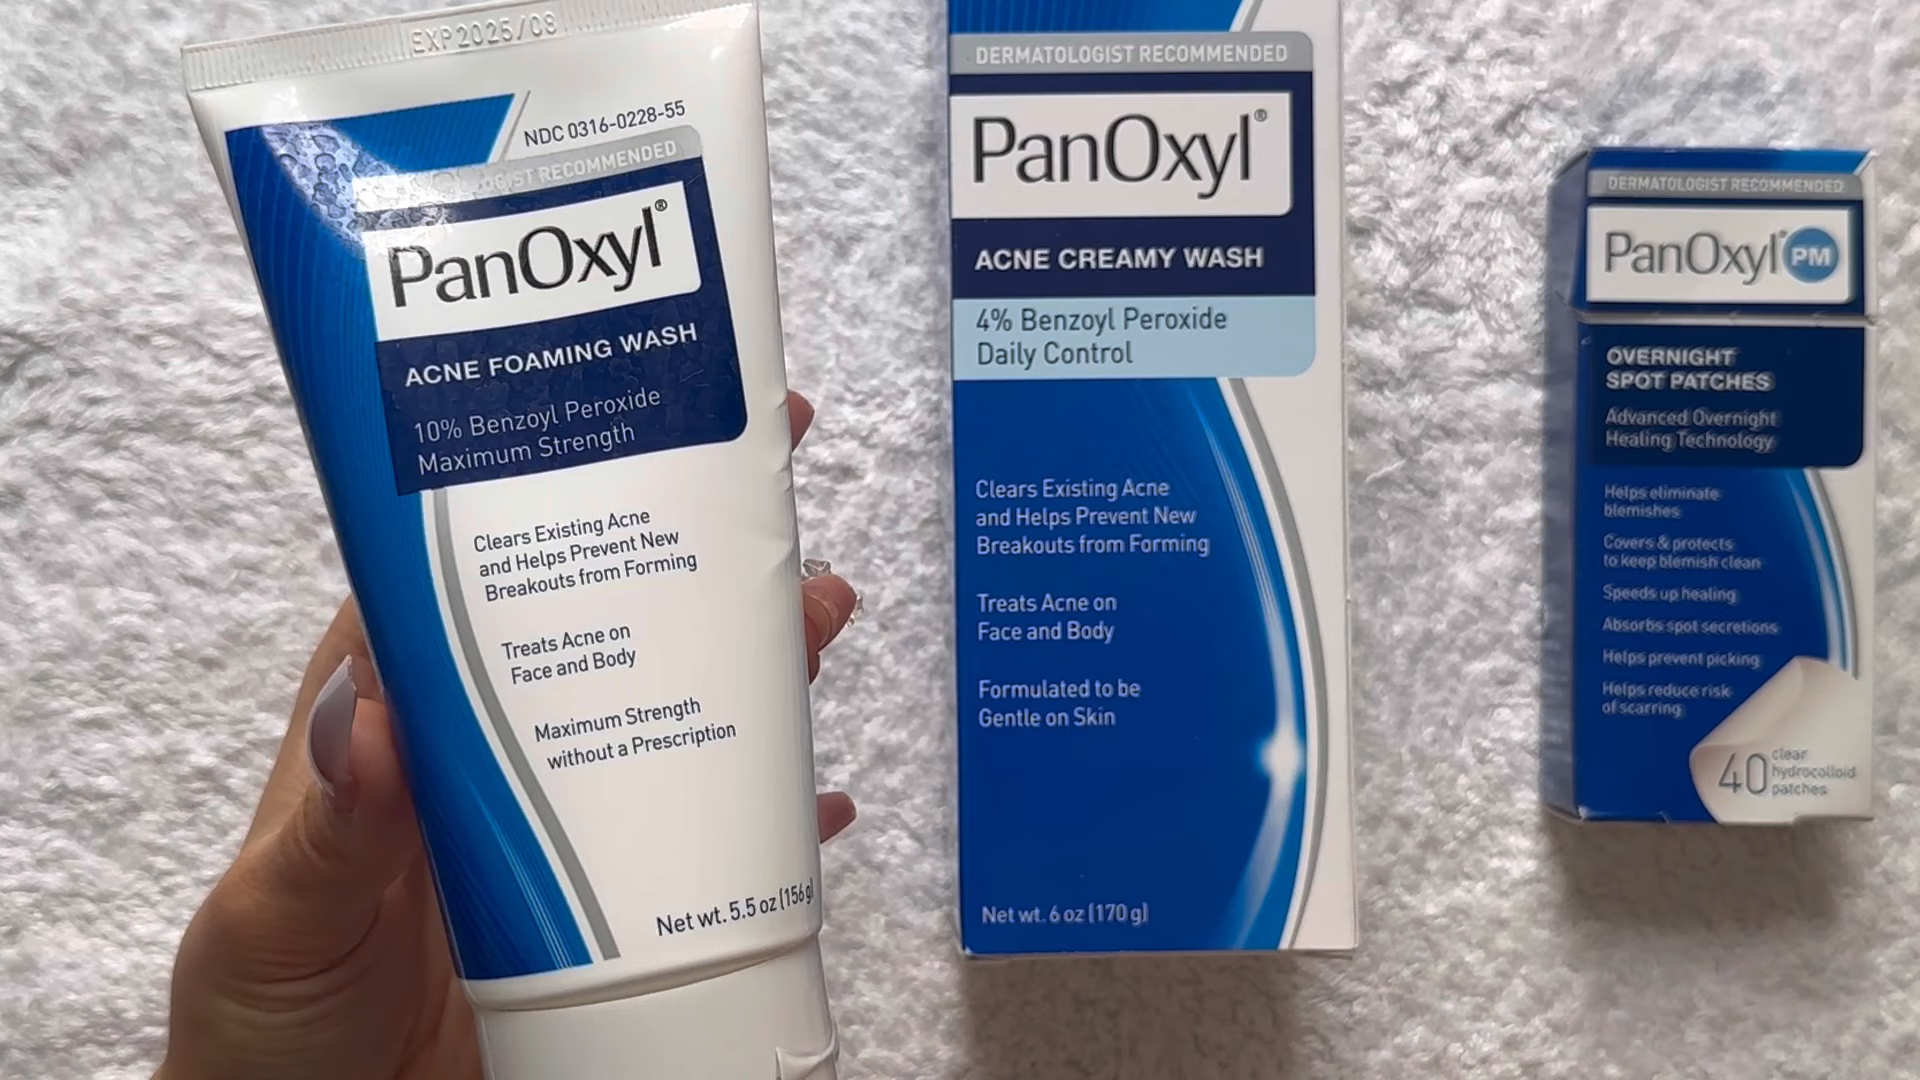 EXP 2025/08
NDC 0316-0228-55
RECOMMENDED
PanOxyl®
ACNE FOAMING WASH
10% Benzoyl Peroxide
Maximum Strength
Clears Existing Acne
and Helps Prevent New
Breakouts from Forming
Treats Acne on
Face and Body
Maximum Strength
without a Prescription
Net wt. 5.5 oz (156 g)
DERMATOLOGIST RECOMMENDED
PanOxyl®
ACNE CREAMY WASH
4% Benzoyl Peroxide
Daily Control
Clears Existing Acne
and Helps Prevent New
Breakouts from Forming
Treats Acne on
Face and Body
Formulated to be
Gentle on Skin
Net wt. 6 oz (170 g)
DERMATOLOGIST RECOMMENDED
PanOxyl® PM
OVERNIGHT
SPOT PATCHES
Advanced Overnight
Healing Technology
Helps eliminate
blemishes
Covers & protects
to keep blemish clean
Speeds up healing
Absorbs spot secretions
Helps prevent picking
Helps reduce risk
of scarring
40 clear
hydrocolloid
patches